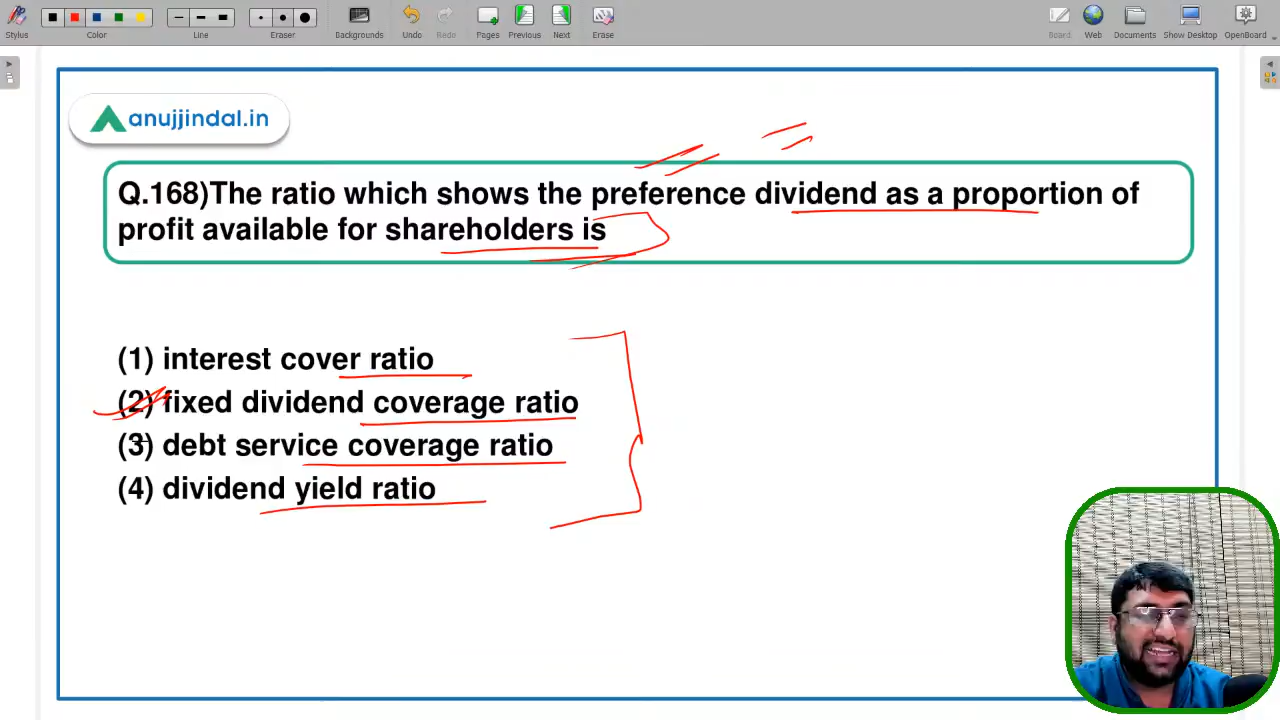 Stylus
Color
Line
Eraser
Backgrounds
Undo
Redo
Pages
Previous
Next
Erase
Board
Web
Documents
Show Desktop
OpenBoard
anujjindal.in
Q.168)The ratio which shows the preference dividend as a proportion of
profit available for shareholders is
(1) interest cover ratio
(2) fixed dividend coverage ratio
(3) debt service coverage ratio
(4) dividend yield ratio